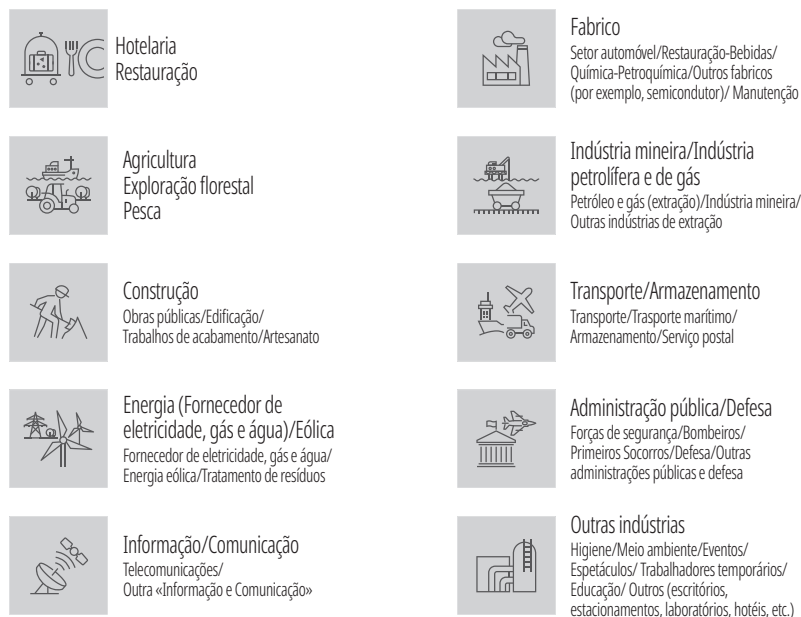 Hotelaria
Restauração
Agricultura
Exploração florestal
Pesca
Construção
Obras públicas/Edificação/
Trabalhos de acabamento/Artesanato
Energia (Fornecedor de
eletricidade, gás e água)/Eólica
Fornecedor de eletricidade, gás e água/
Energia eólica/Tratamento de resíduos
Informação/Comunicação
Telecomunicações/
Outra «Informação e Comunicação»
Fabrico
Setor automóvel/Restauração-Bebidas/
Química-Petroquímica/Outros fabricos
(por exemplo, semicondutor)/ Manutenção
Indústria mineira/Indústria
petrolífera e de gás
Petróleo e gás (extração)/Indústria mineira/
Outras indústrias de extração
Transporte/Armazenamento
Transporte/Trasporte marítimo/
Armazenamento/Serviço postal
Administração pública/Defesa
Forças de segurança/Bombeiros/
Primeiros Socorros/Defesa/Outras
administrações públicas e defesa
Outras indústrias
Higiene/Meio ambiente/Eventos/
Espetáculos/ Trabalhadores temporários/
Educação/ Outros (escritórios,
estacionamentos, laboratórios, hotéis, etc.)